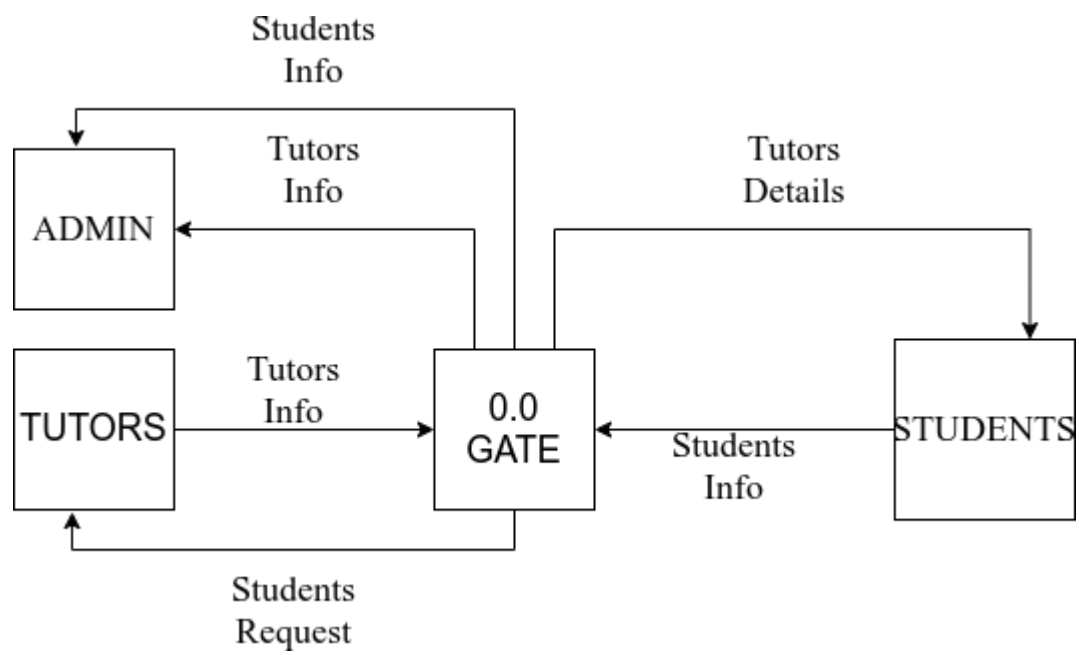 Students
Info
Tutors
Info
Tutors
Details
ADMIN
Tutors
Info
TUTORS
0.0
GATE
STUDENTS
Students
Info
Students
Request